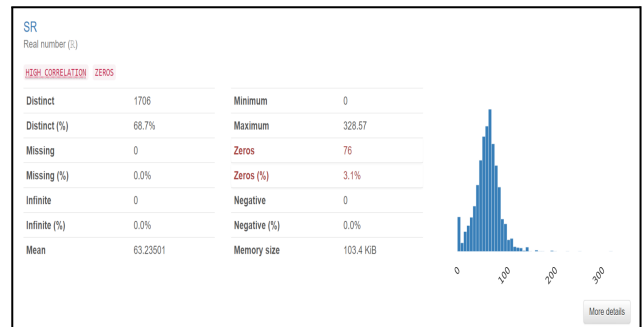 SR
Real number (ℝ)
HIGH CORRELATION ZEROS
Distinct 1706
Distinct (%) 68.7%
Missing 0
Missing (%) 0.0%
Infinite 0
Infinite (%) 0.0%
Mean 63.23501
Minimum 0
Maximum 328.57
Zeros 76
Zeros (%) 3.1%
Negative 0
Negative (%) 0.0%
Memory size 103.4 KiB
0 100 200 300
More details